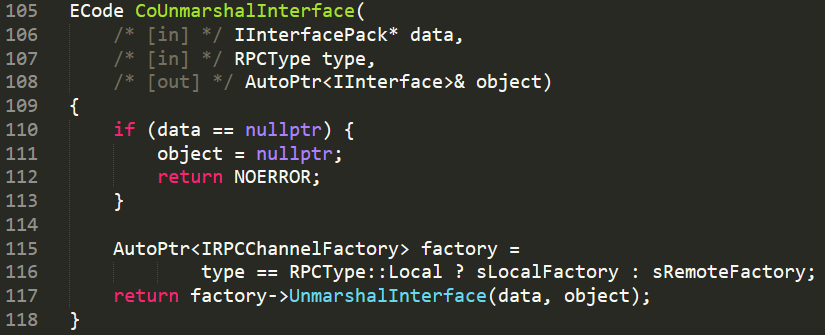 105 ECode CoUnmarshalInterface(
106     /* [in] */ IInterfacePack* data,
107     /* [in] */ RPCType type,
108     /* [out] */ AutoPtr<IInterface>& object)
109 {
110     if (data == nullptr) {
111         object = nullptr;
112         return NOERROR;
113     }
114
115     AutoPtr<IRPCChannelFactory> factory =
116             type == RPCType::Local ? sLocalFactory : sRemoteFactory;
117     return factory->UnmarshalInterface(data, object);
118 }